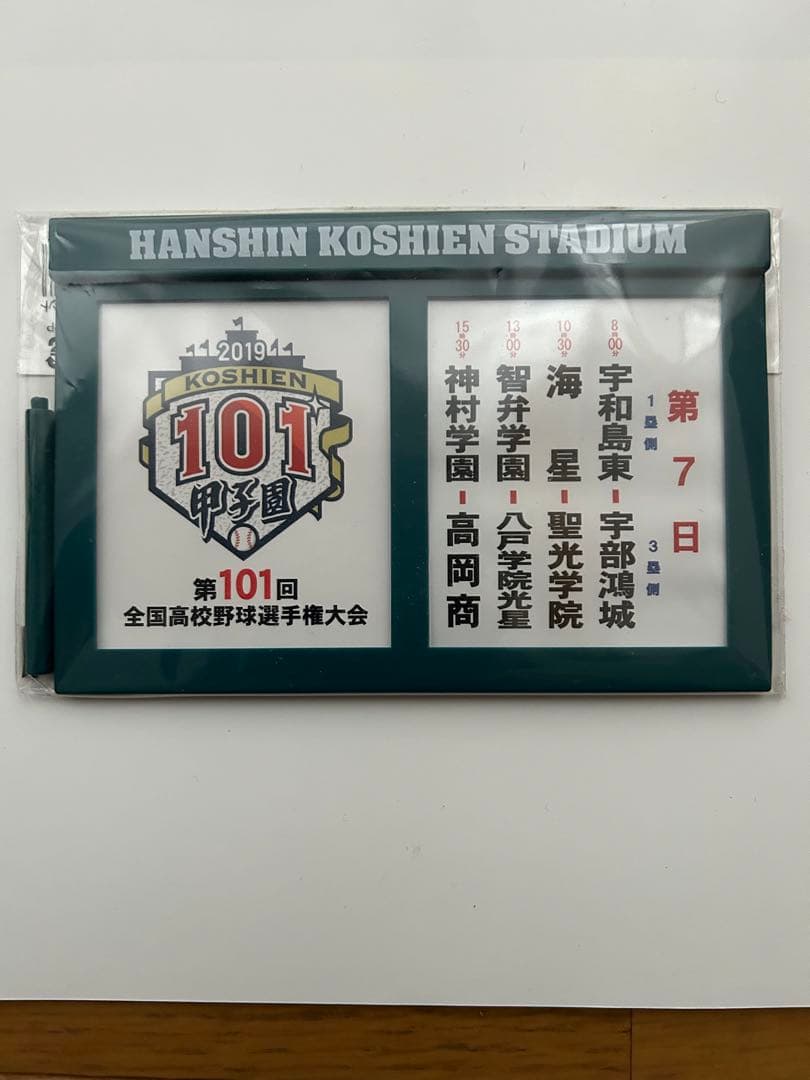 HANSHIN KOSHIEN STADIUM
2019
KOSHIEN
101
甲子園
第101回
全国高校野球選手権大会
第7日
1塁側
3塁側
8時00分
宇和島東-宇部鴻城
10時30分
海星-聖光学院
13時00分
智弁学園-八戸学院光星
15時30分
神村学園-高岡商